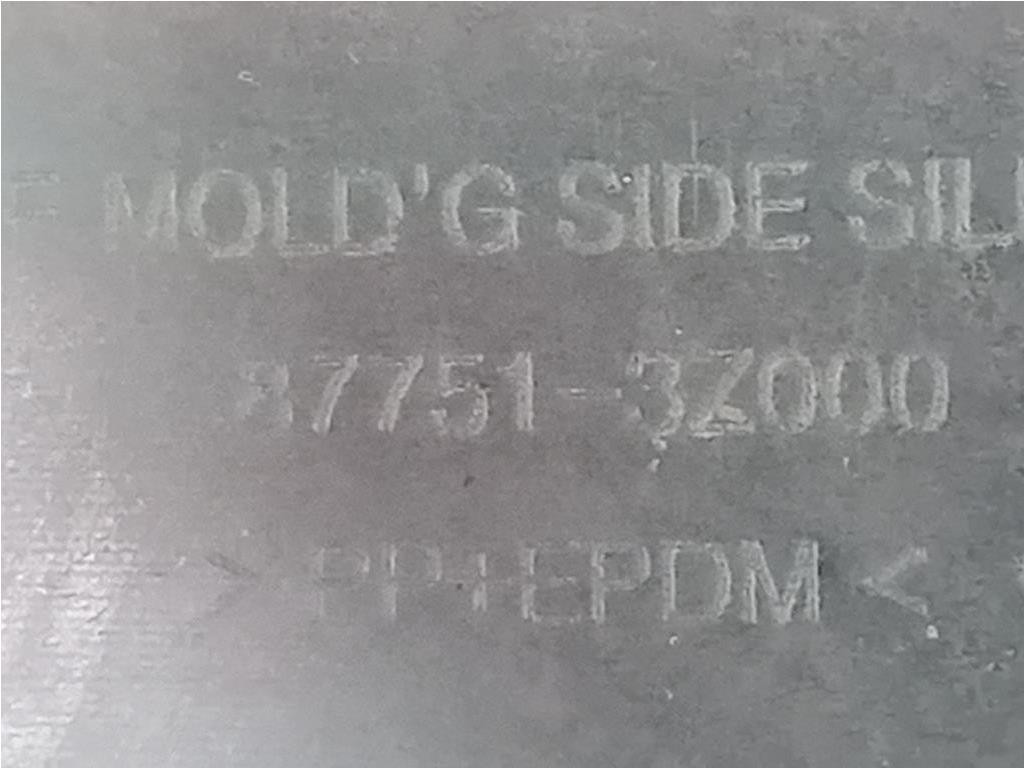 MOLD'G SIDE SILL
87751-3Z000
>PP+EPDM<